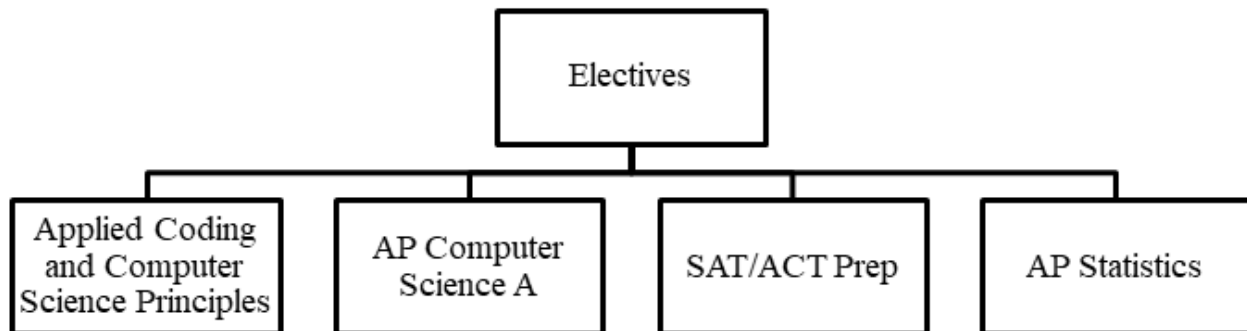 Electives
Applied Coding
and Computer
Science Principles
AP Computer
Science A
SAT/ACT Prep
AP Statistics